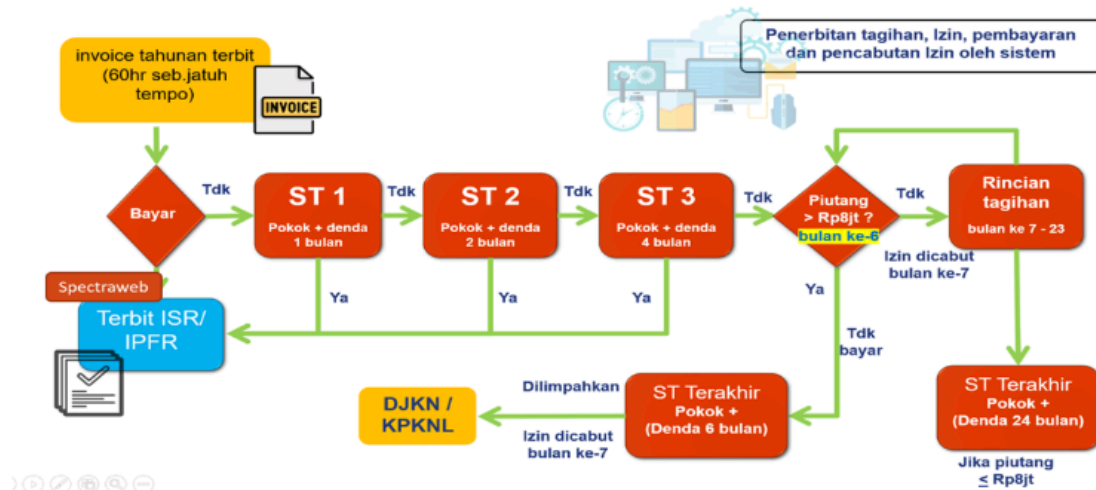 Penerbitan tagihan, Izin, pembayaran
dan pencabutan Izin oleh sistem
invoice tahunan terbit
(60hr seb.jatuh
tempo)
INVOICE
Bayar
Tdk
ST 1
Pokok + denda
1 bulan
Tdk
ST 2
Pokok + denda
2 bulan
Tdk
ST 3
Pokok + denda
4 bulan
Tdk
Piutang
> Rp8jt ?
bulan ke-6
Tdk
Rincian
tagihan
bulan ke 7 - 23
Izin dicabut
bulan ke-7
Spectraweb
Terbit ISR/
IPFR
Ya
Ya
Ya
Ya
Tdk
bayar
DJKN /
KPKNL
Dilimpahkan
Izin dicabut
bulan ke-7
ST Terakhir
Pokok +
(Denda 6 bulan)
ST Terakhir
Pokok +
(Denda 24 bulan)
Jika piutang
≤ Rp8jt